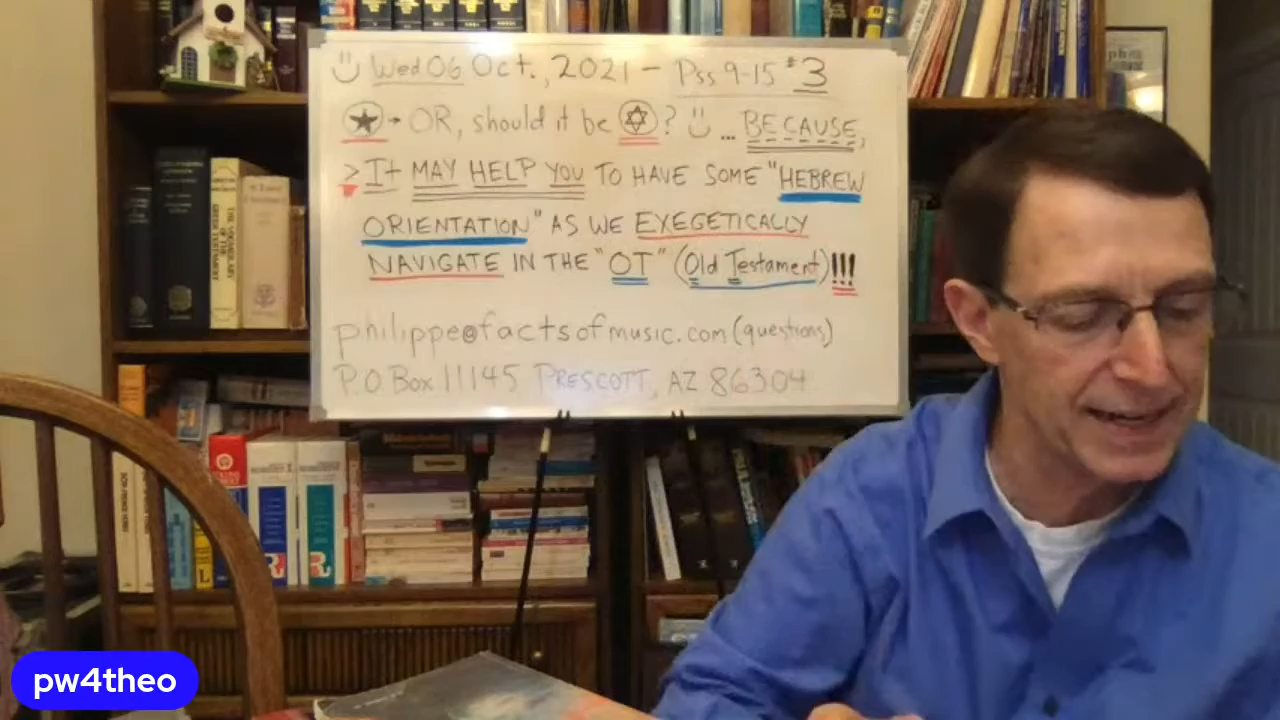 Wed 06 Oct., 2021 - Pss 9-15 #3
→ OR, should it be ? ... BECAUSE,
> It MAY HELP YOU TO HAVE SOME "HEBREW
ORIENTATION" AS WE EXEGETICALLY
NAVIGATE IN THE "OT" (Old Testament)!!!
philippe@factsofmusic.com (questions)
P.O Box 11145 PRESCOTT, AZ 86304
pw4theo